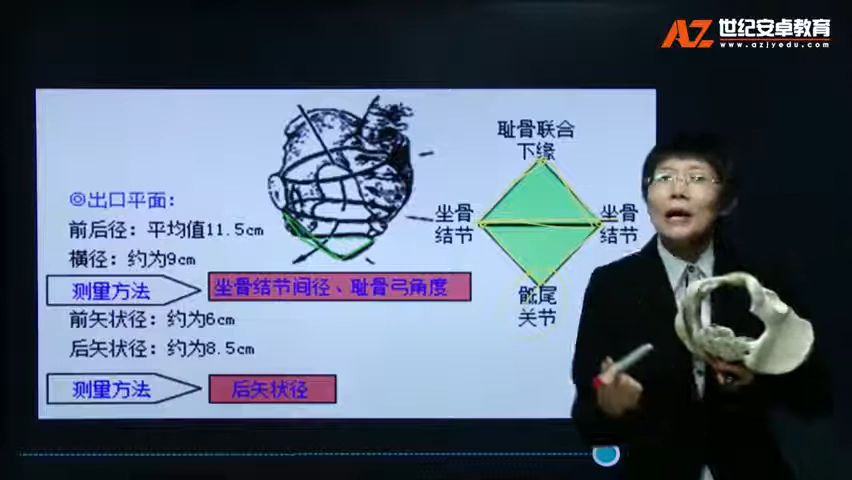 AZ 世纪安卓教育
www.azjyedu.com
耻骨联合
下缘
◎出口平面：
前后径：平均值11.5cm
坐骨
结节
坐骨
结节
横径：约为9cm
测量方法
坐骨结节间径、耻骨弓角度
骶尾
关节
前矢状径：约为6cm
后矢状径：约为8.5cm
测量方法
后矢状径